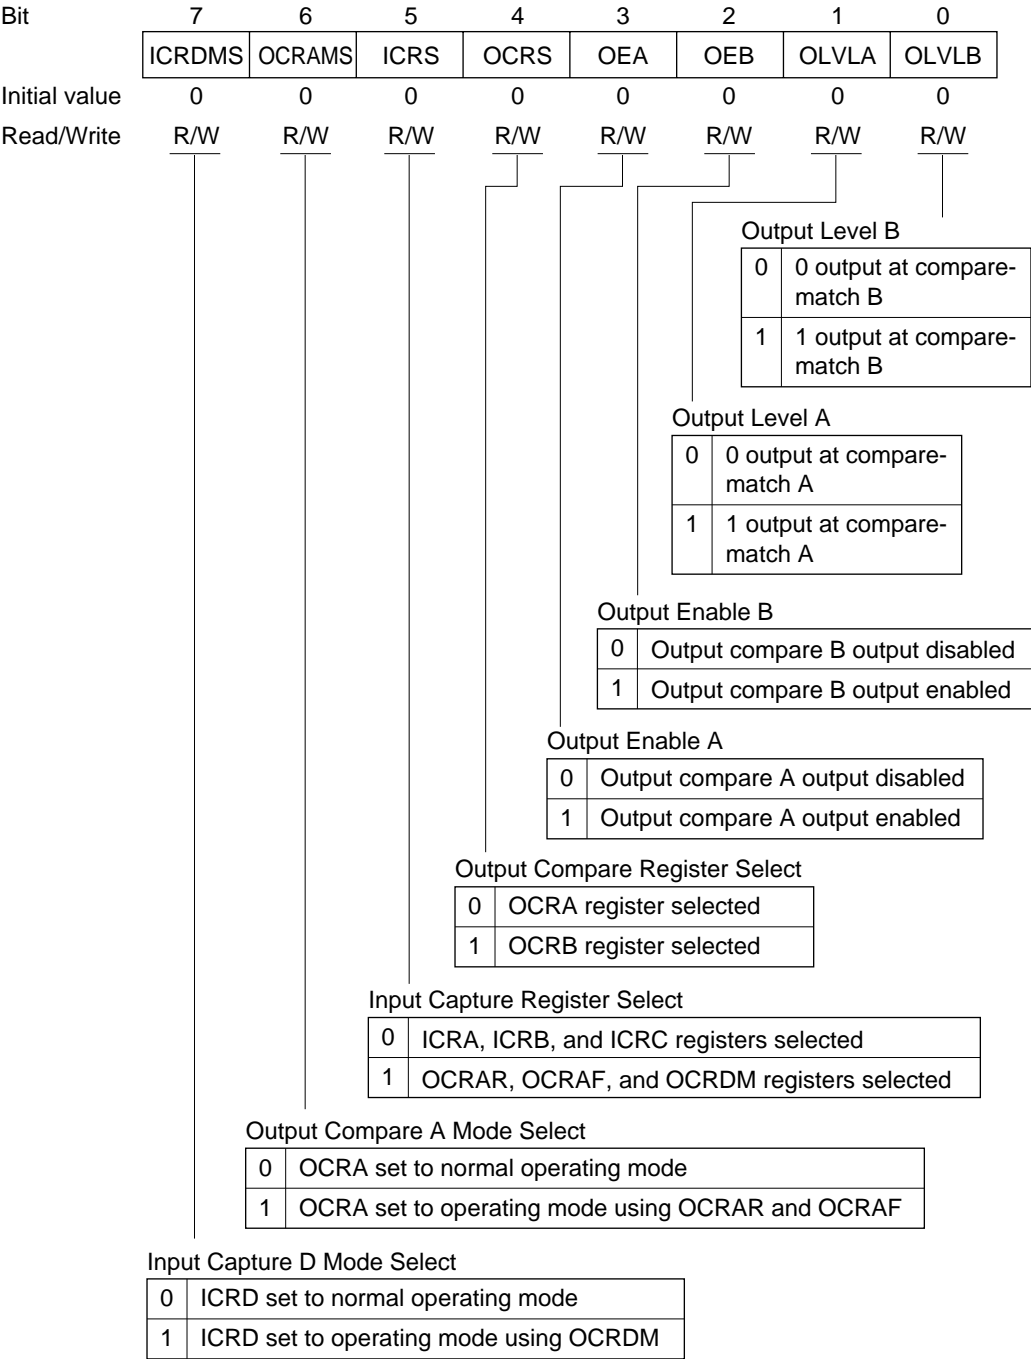 Bit 7 6 5 4 3 2 1 0
ICRDMS OCRAMS ICRS OCRS OEA OEB OLVLA OLVLB
Initial value 0 0 0 0 0 0 0 0
Read/Write R/W R/W R/W R/W R/W R/W R/W R/W
Output Level B
0 0 output at compare-
match B
1 1 output at compare-
match B
Output Level A
0 0 output at compare-
match A
1 1 output at compare-
match A
Output Enable B
0 Output compare B output disabled
1 Output compare B output enabled
Output Enable A
0 Output compare A output disabled
1 Output compare A output enabled
Output Compare Register Select
0 OCRA register selected
1 OCRB register selected
Input Capture Register Select
0 ICRA, ICRB, and ICRC registers selected
1 OCRAR, OCRAF, and OCRDM registers selected
Output Compare A Mode Select
0 OCRA set to normal operating mode
1 OCRA set to operating mode using OCRAR and OCRAF
Input Capture D Mode Select
0 ICRD set to normal operating mode
1 ICRD set to operating mode using OCRDM